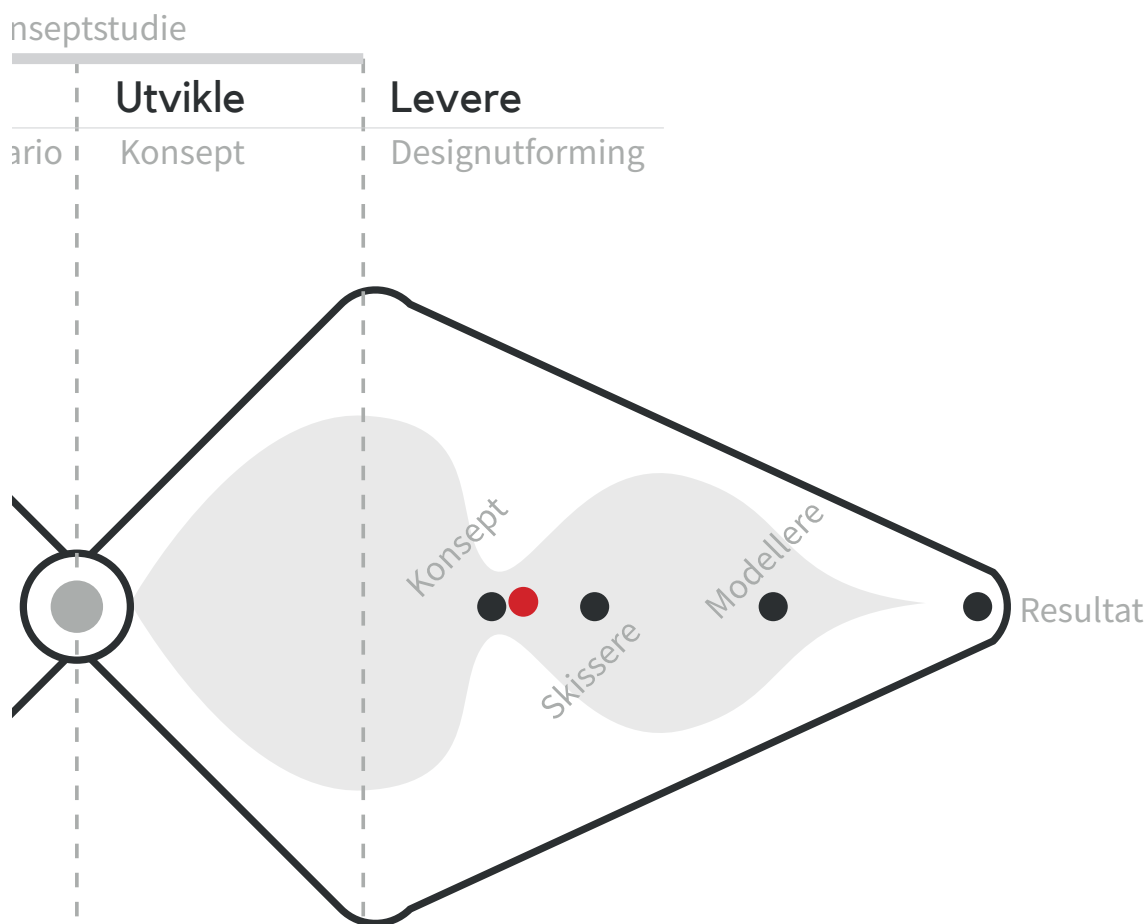 nseptstudie
Utvikle
Levere
ario
Konsept
Designutforming
Konsept
Modellere
Resultat
Skissere